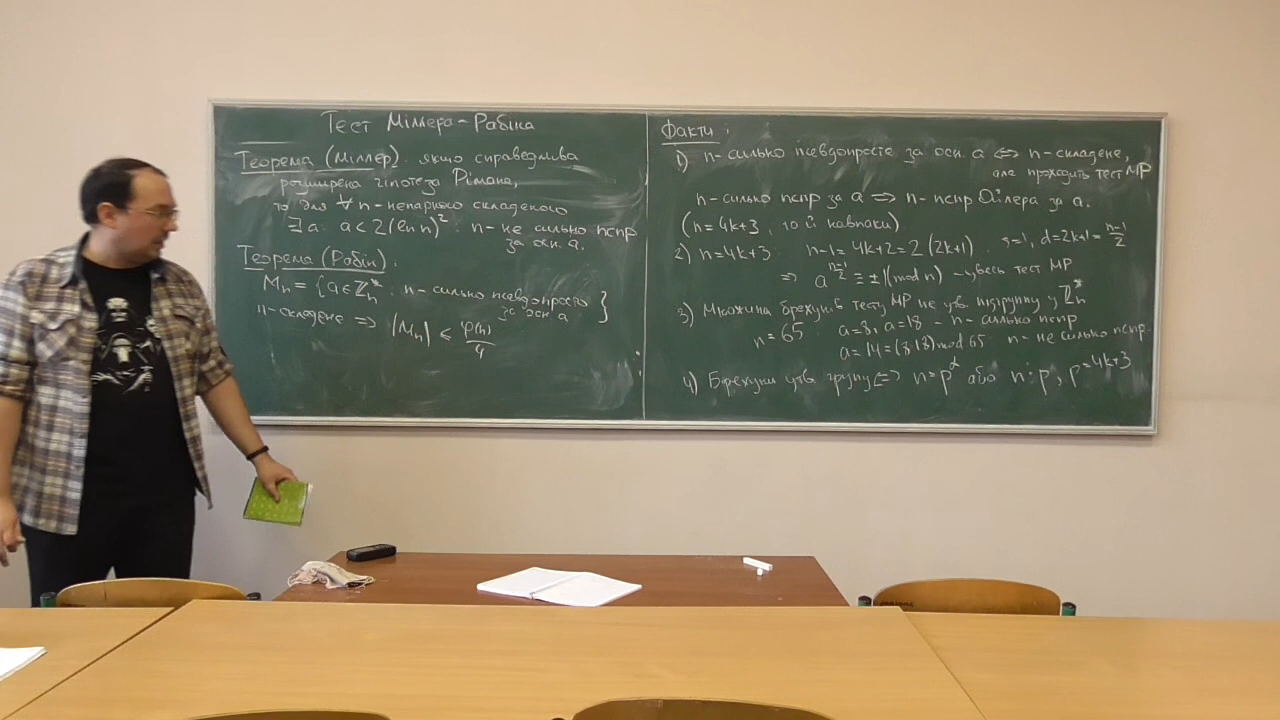 Тест Міллера-Рабіна
Теорема (Міллер). якщо справедлива
розширена гіпотеза Рімана,
то для ∀ n-непарного складеного
∃ a: a < 2(ln n)²: n-не сильно пспр
за осн. a.
Теорема (Рабін).
Mₙ = {a ∈ ℤₙ* : n-сильно псевдопросте
за осн a }
n-складене ⇒ |Mₙ| ≤ φ(n)/4
Факти:
1) n-сильно псевдопросте за осн. a ⇔ n-складене,
але проходить тест МР
n-сильно пспр за a ⇒ n-пспр Ойлера за a.
(n=4k+3, то й навпаки)
2) n=4k+3: n-1=4k+2=2(2k+1). s=1, d=2k+1=(n-1)/2
⇒ a^((n-1)/2) ≡ ±1 (mod n) - увесь тест МР
3) Множина брехунів тесту МР не утв. підгрупу у ℤₙ*
n=65 a=8, a=18 - n-сильно пспр
a=14=(8·18) mod 65 n-не сильно пспр.
4) Брехуни утв групу ⇔ n=p^α або n⋮p, p=4k+3